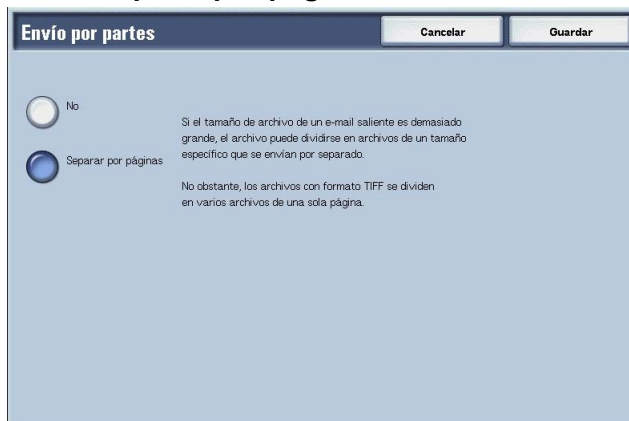 Envío por partes
Cancelar
Guardar
No
Si el tamaño de archivo de un e-mail saliente es demasiado
grande, el archivo puede dividirse en archivos de un tamaño
específico que se envían por separado.
Separar por páginas
No obstante, los archivos con formato TIFF se dividen
en varios archivos de una sola página.